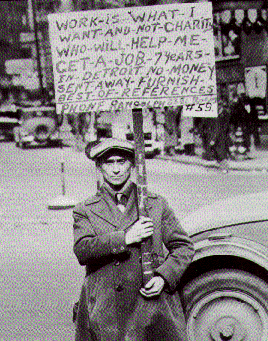 WORK-IS-WHAT-I
WANT-AND-NOT-CHARITY
WHO-WILL-HELP-ME-
GET-A-JOB-7 YEARS-
IN-DETROIT-NO-MONEY
SENT AWAY-FURNISH-
BEST-OF-REFERENCES
PHONE RANDOLPH #59